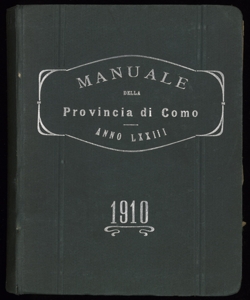 MANUALE
DELLA
Provincia di Como
ANNO LXXIII
1910